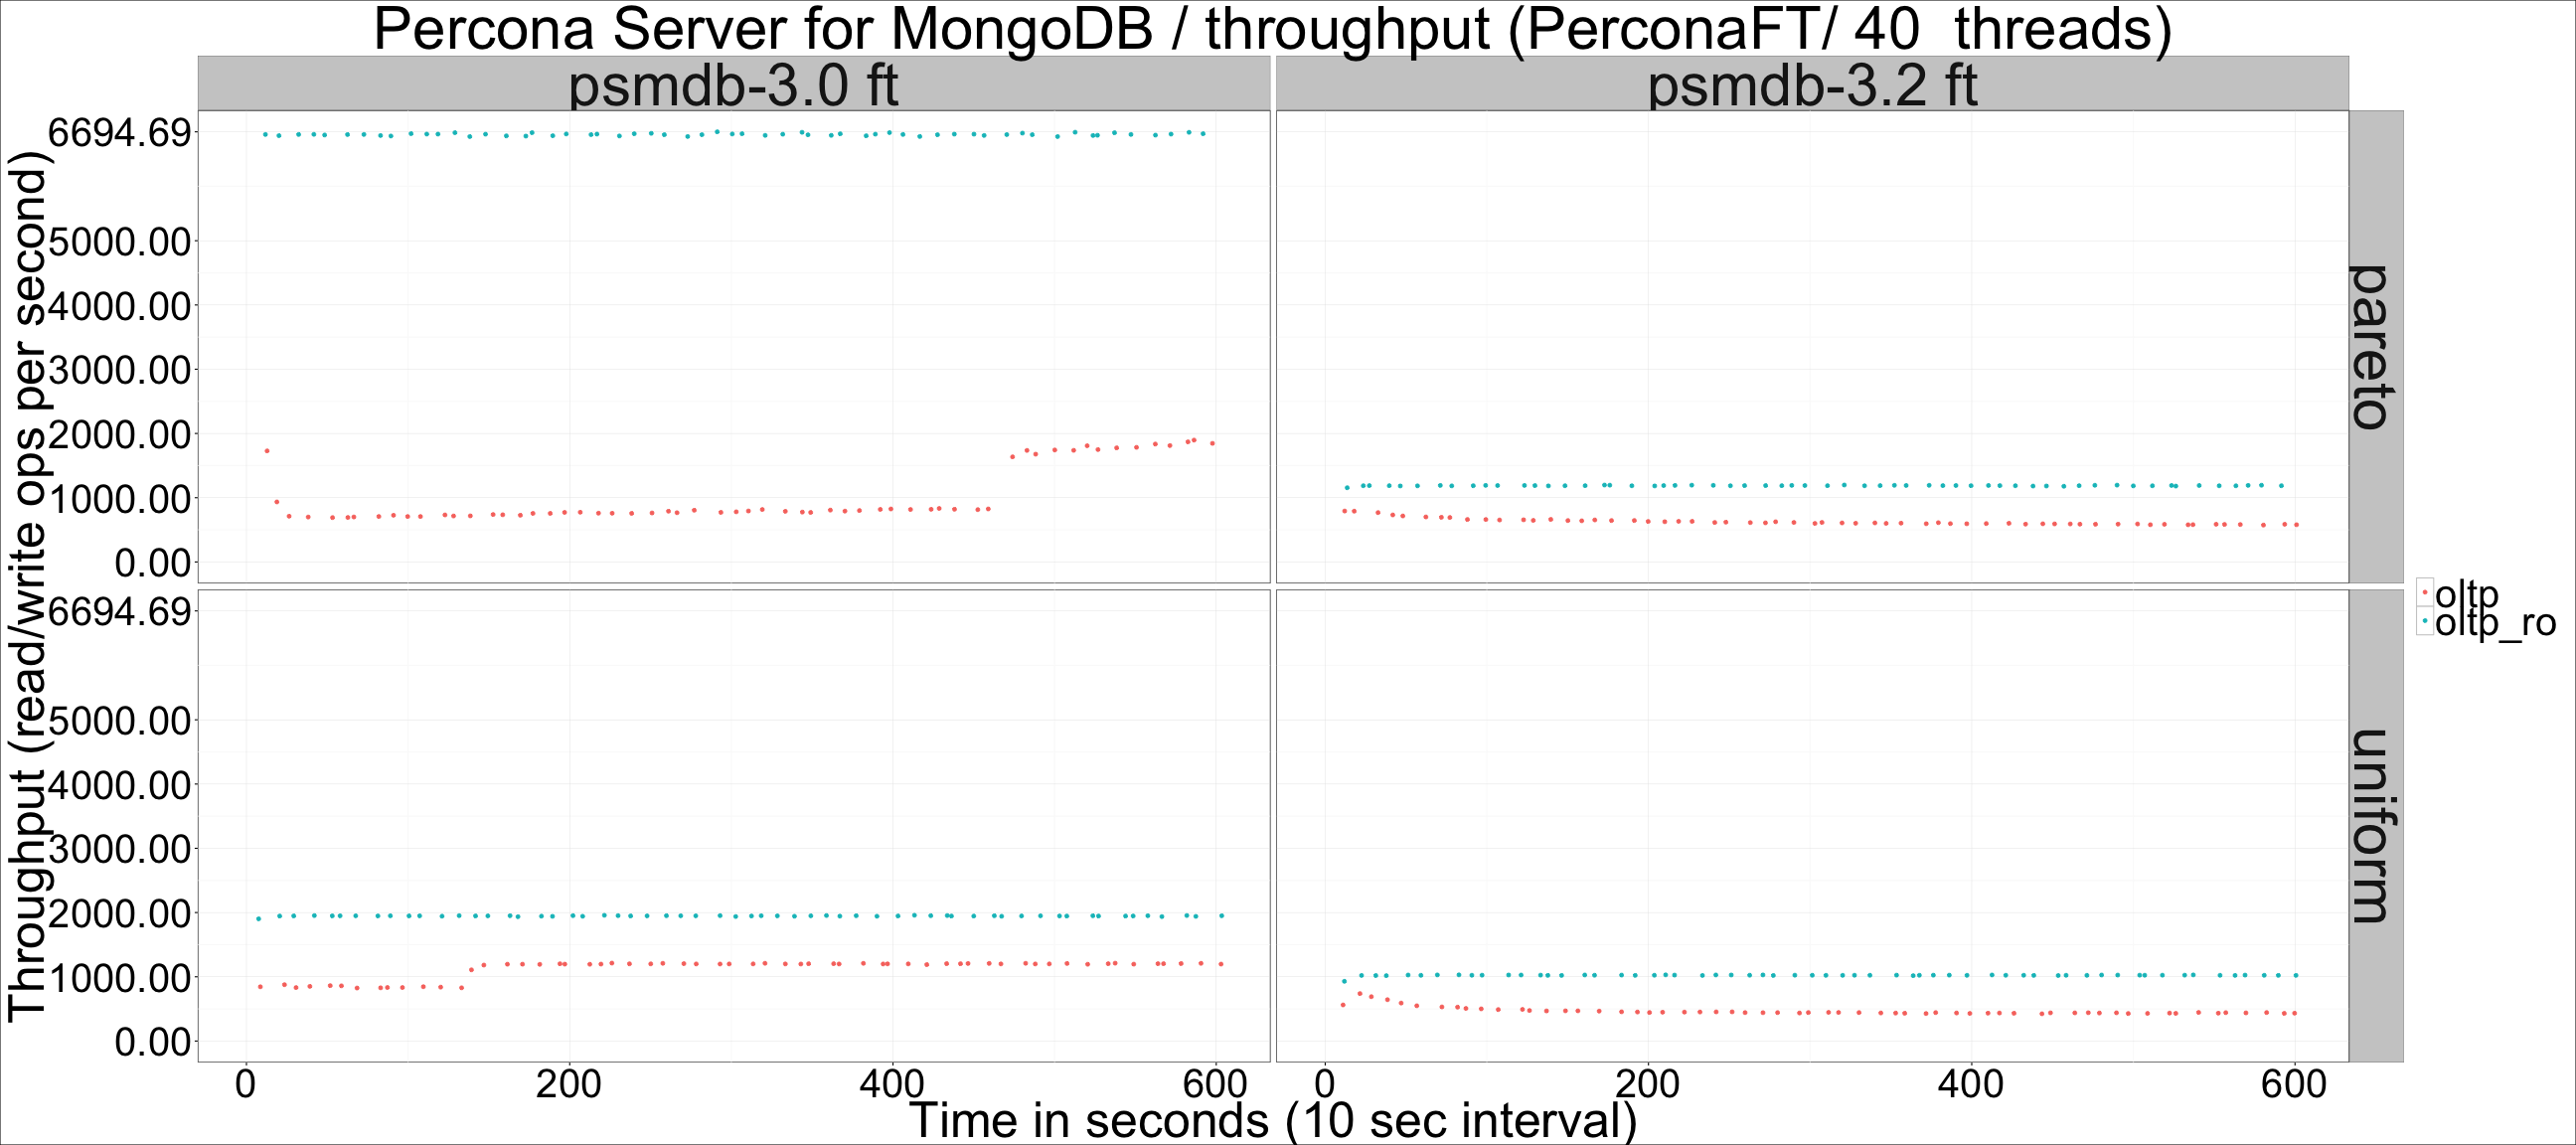 Percona Server for MongoDB / throughput (PerconaFT/ 40  threads)
psmdb-3.0 ft
psmdb-3.2 ft
Throughput (read/write ops per second)
6694.69
5000.00
4000.00
3000.00
2000.00
1000.00
0.00
pareto
6694.69
5000.00
4000.00
3000.00
2000.00
1000.00
0.00
uniform
oltp
oltp_ro
0 200 400 600 0 200 400 600
Time in seconds (10 sec interval)